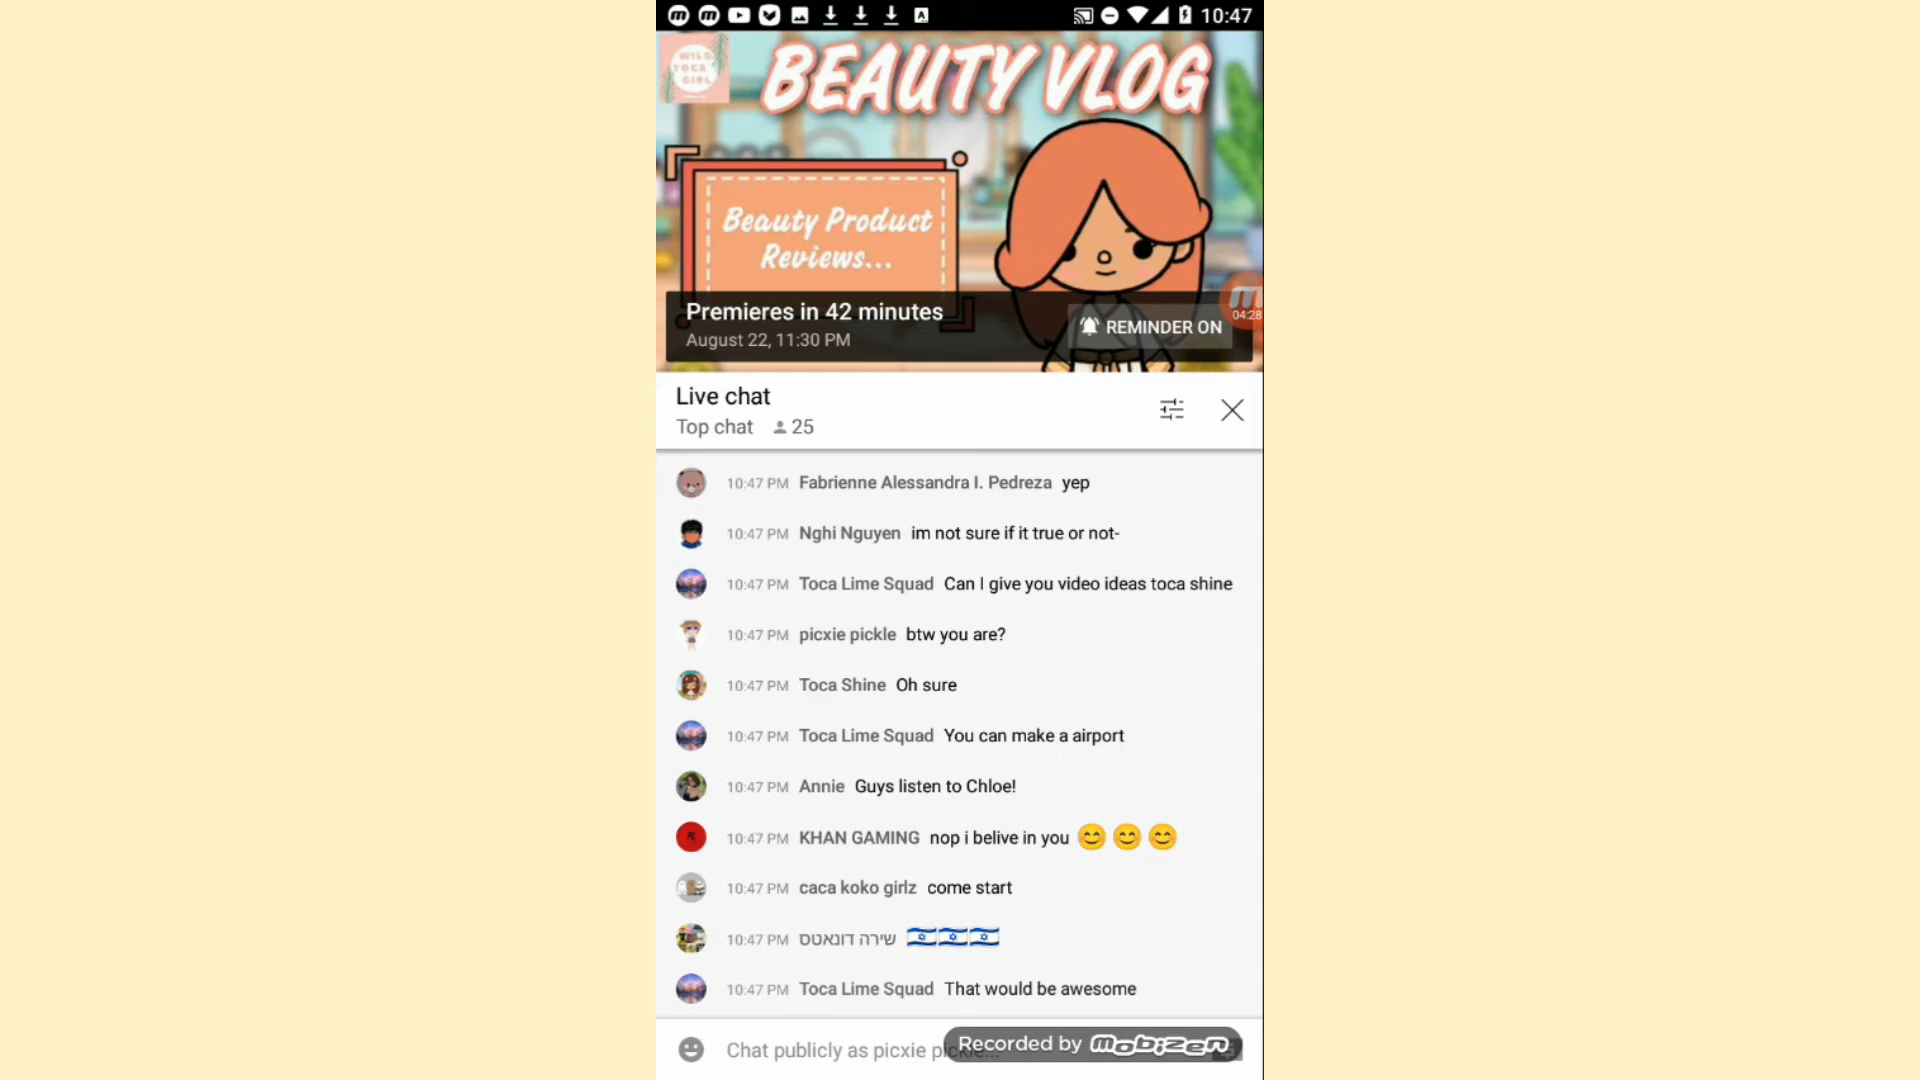 10:47
WILD
TOCA
GIRL
BEAUTY VLOG
Beauty Product
Reviews...
Premieres in 42 minutes
August 22, 11:30 PM
REMINDER ON
04:28
Live chat
Top chat 25
10:47 PM Fabrienne Alessandra I. Pedreza yep
10:47 PM Nghi Nguyen im not sure if it true or not-
10:47 PM Toca Lime Squad Can I give you video ideas toca shine
10:47 PM picxie pickle btw you are?
10:47 PM Toca Shine Oh sure
10:47 PM Toca Lime Squad You can make a airport
10:47 PM Annie Guys listen to Chloe!
10:47 PM KHAN GAMING nop i belive in you 😊 😊 😊
10:47 PM caca koko girlz come start
10:47 PM שירה דונאטס 🇮🇱🇮🇱🇮🇱
10:47 PM Toca Lime Squad That would be awesome
Chat publicly as picxie
Recorded by mobizen